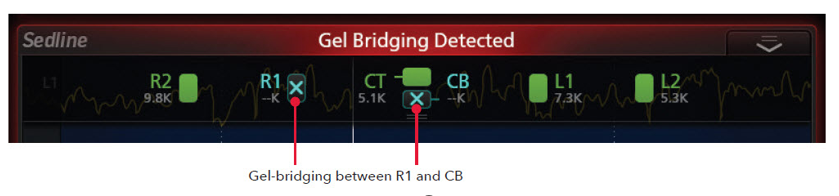 Sedline
Gel Bridging Detected
L1
R2
9.8K
R1
--K
CT
5.1K
CB
--K
L1
7.3K
L2
5.3K
Gel-bridging between R1 and CB